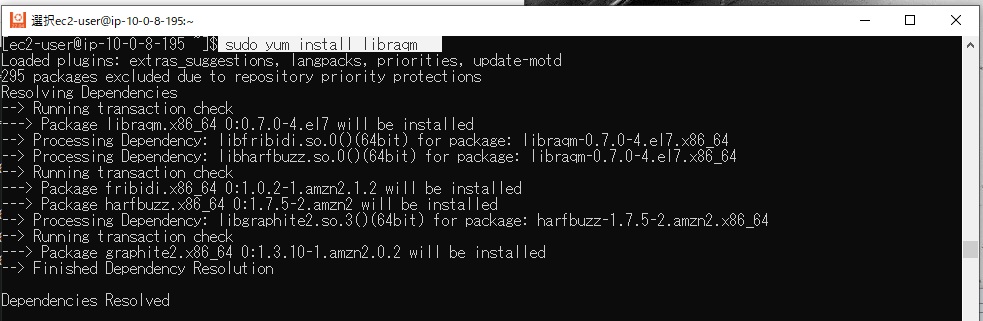 選択ec2-user@ip-10-0-8-195:~
[ec2-user@ip-10-0-8-195 ~]$ sudo yum install libraqm
Loaded plugins: extras_suggestions, langpacks, priorities, update-motd
295 packages excluded due to repository priority protections
Resolving Dependencies
--> Running transaction check
---> Package libraqm.x86_64 0:0.7.0-4.el7 will be installed
--> Processing Dependency: libfribidi.so.0()(64bit) for package: libraqm-0.7.0-4.el7.x86_64
--> Processing Dependency: libharfbuzz.so.0()(64bit) for package: libraqm-0.7.0-4.el7.x86_64
--> Running transaction check
---> Package fribidi.x86_64 0:1.0.2-1.amzn2.1.2 will be installed
---> Package harfbuzz.x86_64 0:1.7.5-2.amzn2 will be installed
--> Processing Dependency: libgraphite2.so.3()(64bit) for package: harfbuzz-1.7.5-2.amzn2.x86_64
--> Running transaction check
---> Package graphite2.x86_64 0:1.3.10-1.amzn2.0.2 will be installed
--> Finished Dependency Resolution
Dependencies Resolved